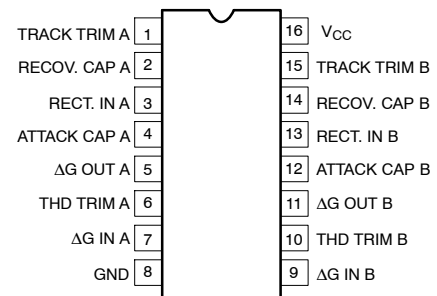 TRACK TRIM A 1 16 VCC
RECOV. CAP A 2 15 TRACK TRIM B
RECT. IN A 3 14 RECOV. CAP B
ATTACK CAP A 4 13 RECT. IN B
ΔG OUT A 5 12 ATTACK CAP B
THD TRIM A 6 11 ΔG OUT B
ΔG IN A 7 10 THD TRIM B
GND 8 9 ΔG IN B